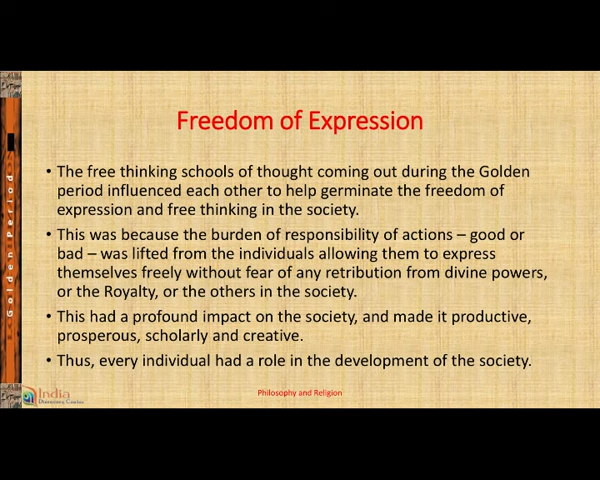 Freedom of Expression
• The free thinking schools of thought coming out during the Golden
period influenced each other to help germinate the freedom of
expression and free thinking in the society.
• This was because the burden of responsibility of actions – good or
bad – was lifted from the individuals allowing them to express
themselves freely without fear of any retribution from divine powers,
or the Royalty, or the others in the society.
• This had a profound impact on the society, and made it productive,
prosperous, scholarly and creative.
• Thus, every individual had a role in the development of the society.
Golden Period
India
Discovery Center
Philosophy and Religion